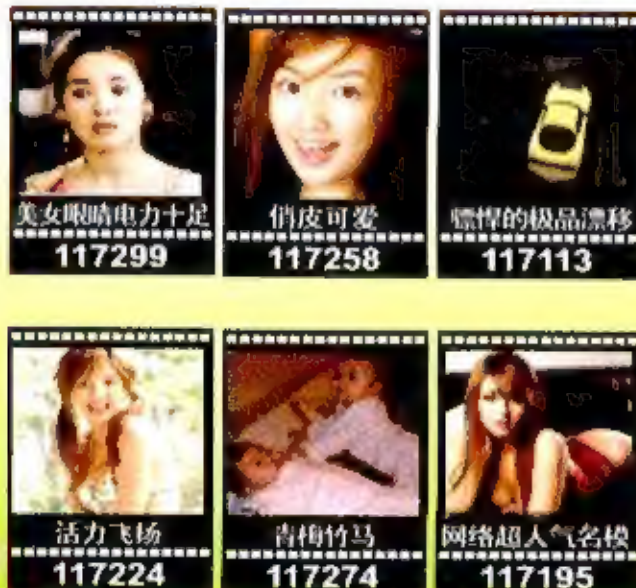 美女眼睛电力十足
117299
俏皮可爱
117258
骠悍的极品漂移
117113
活力飞扬
117224
青梅竹马
117274
网络超人气名模
117195